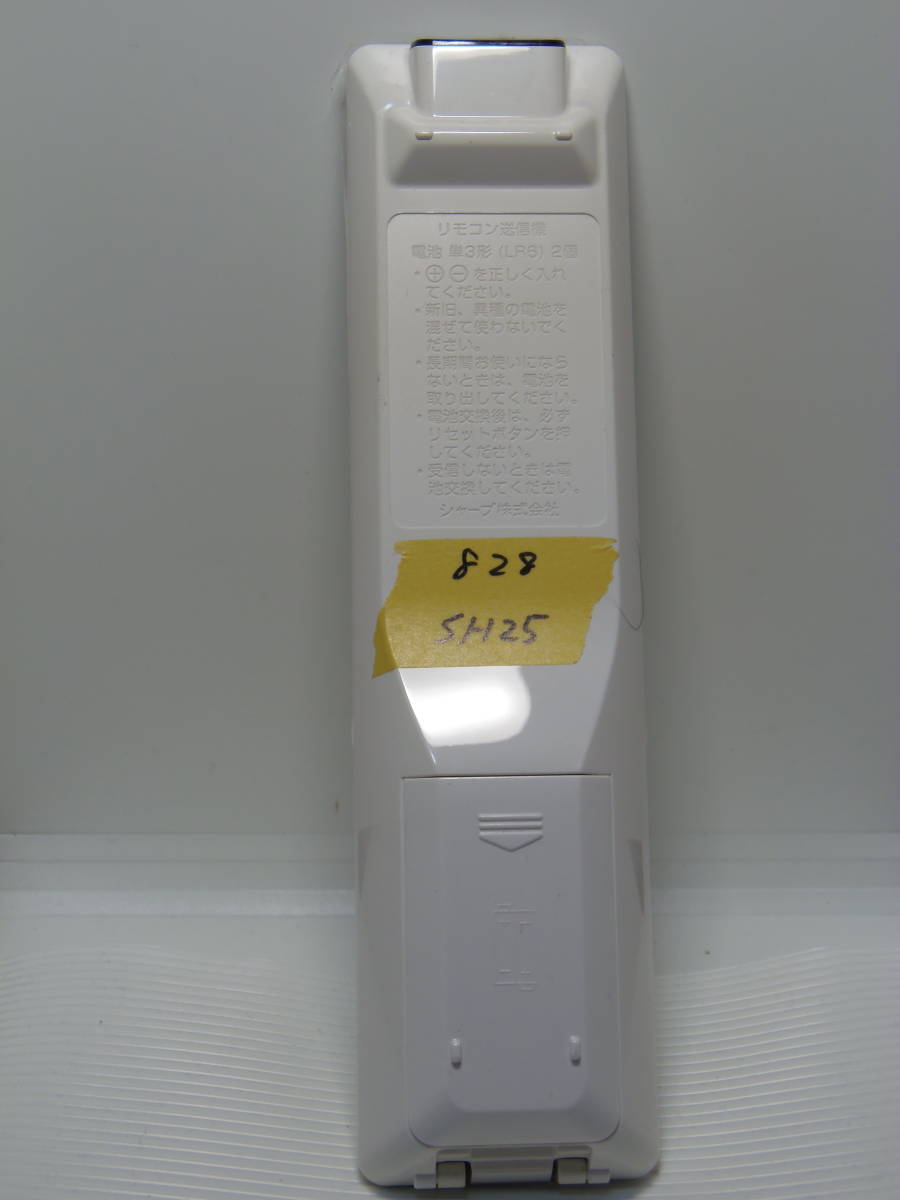 リモコン送信機
電池 単3形 (LR6) 2個
・⊕⊖を正しく入れ
てください。
・新旧、異種の電池を
混ぜて使わないでく
ださい。
・長期間お使いになら
ないときは、電池を
取り出してください。
・電池交換後は、必ず
リセットボタンを押
してください。
・受信しないときは電
池交換してください。
シャープ株式会社
828
SH25